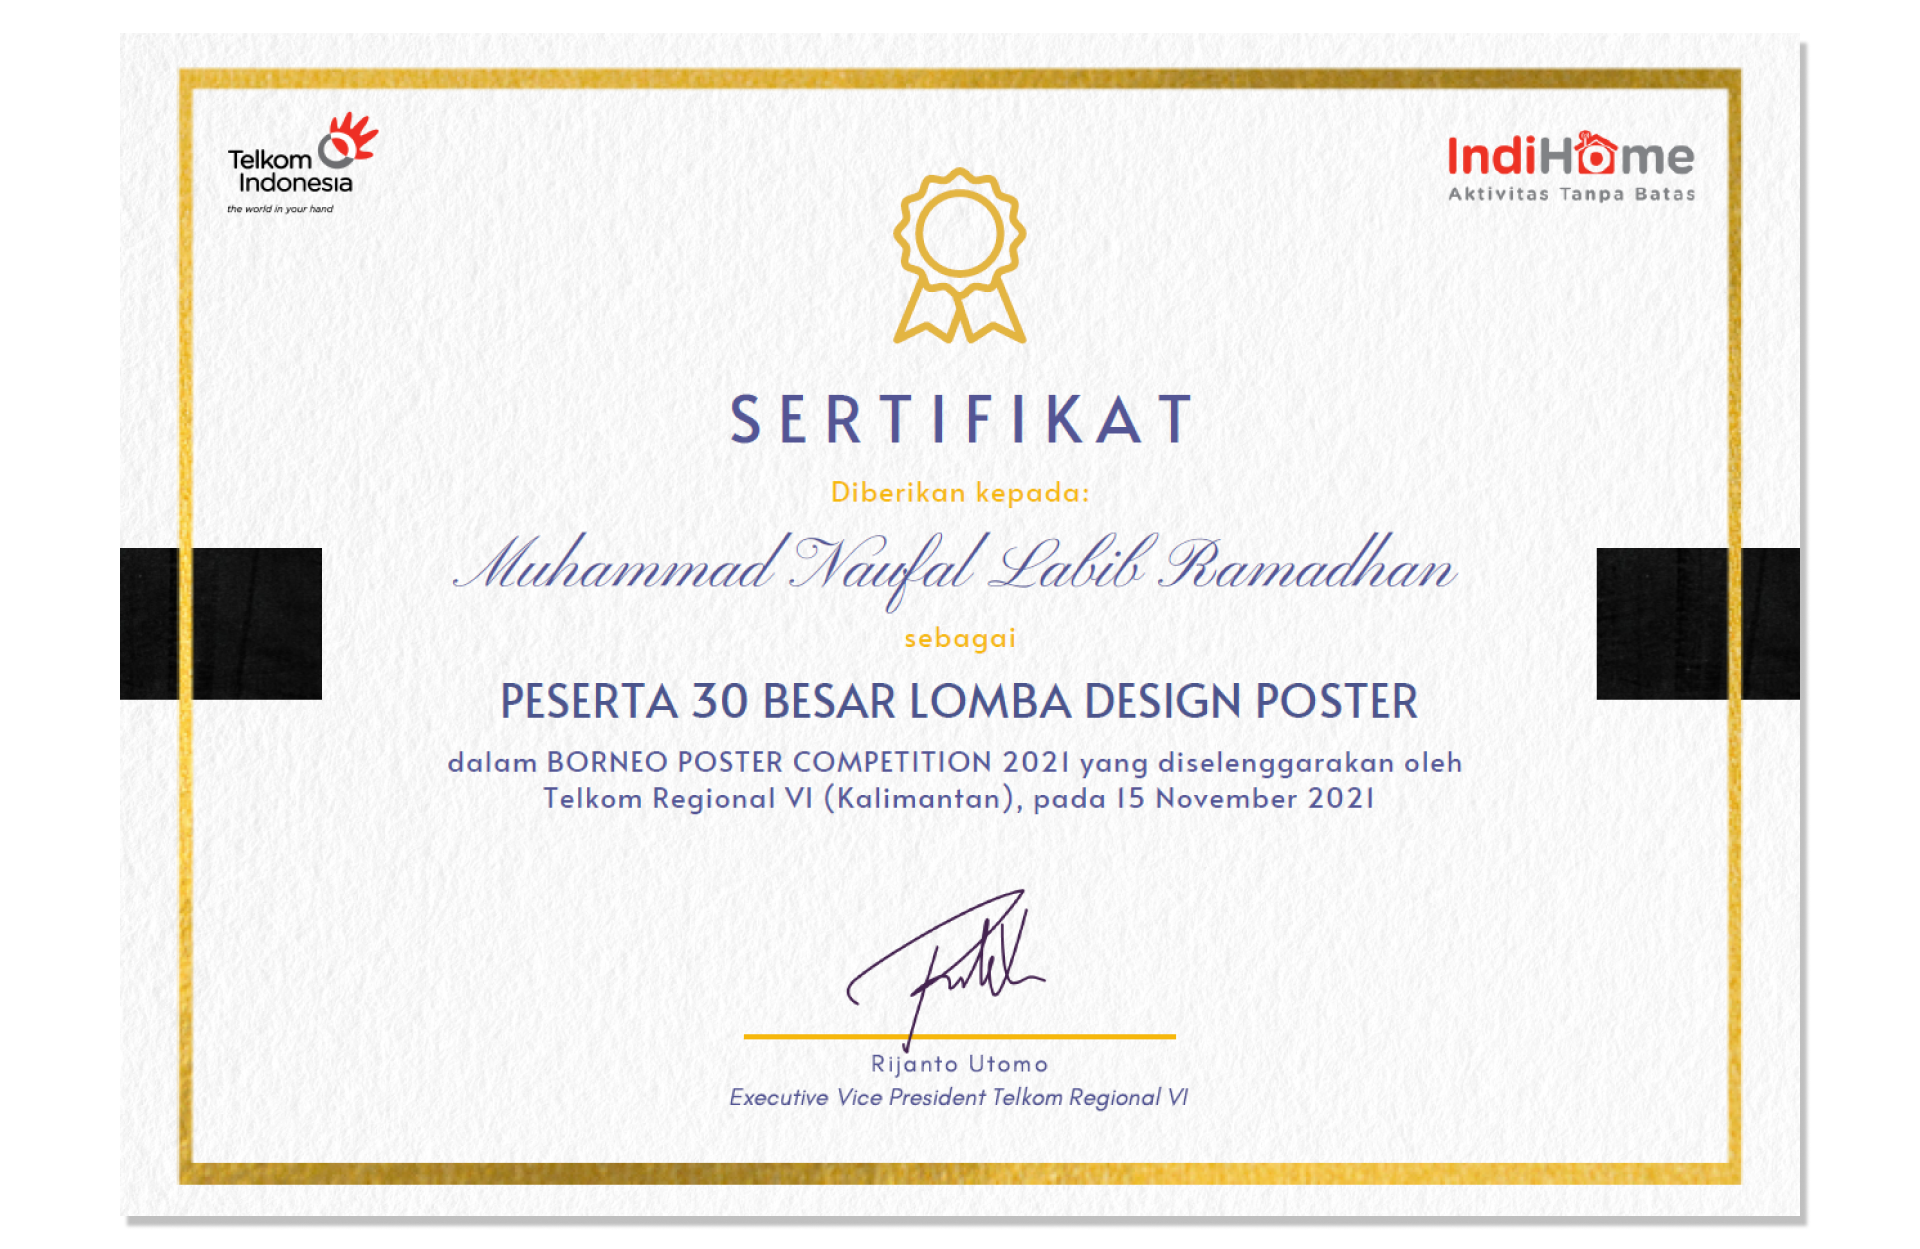 Telkom
Indonesia
the world in your hand
IndiHome
Aktivitas Tanpa Batas
SERTIFIKAT
Diberikan kepada:
Muhammad Naufal Labib Ramadhan
sebagai
PESERTA 30 BESAR LOMBA DESIGN POSTER
dalam BORNEO POSTER COMPETITION 2021 yang diselenggarakan oleh
Telkom Regional VI (Kalimantan), pada 15 November 2021
Rijanto Utomo
Executive Vice President Telkom Regional VI